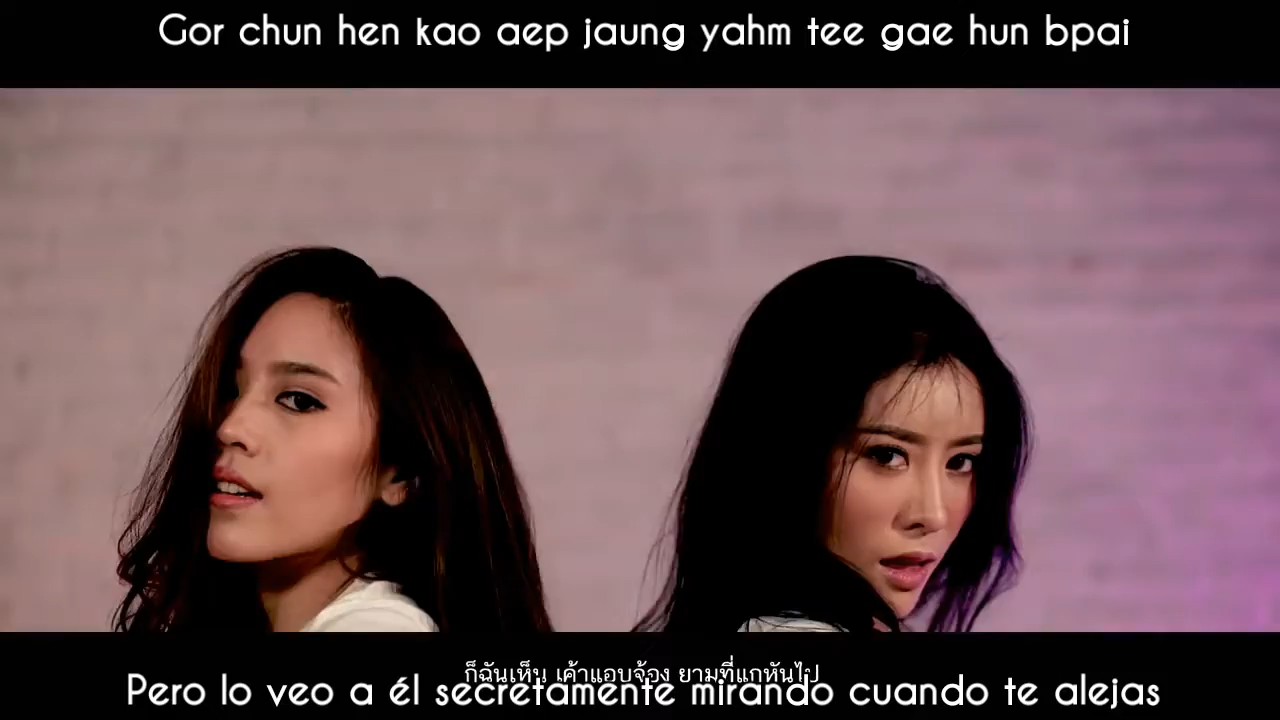 Gor chun hen kao aep jaung yahm tee gae hun bpai
ก็ฉันเห็น เค้าแอบจ้อง ยามที่แกหันไป
Pero lo veo a él secretamente mirando cuando te alejas